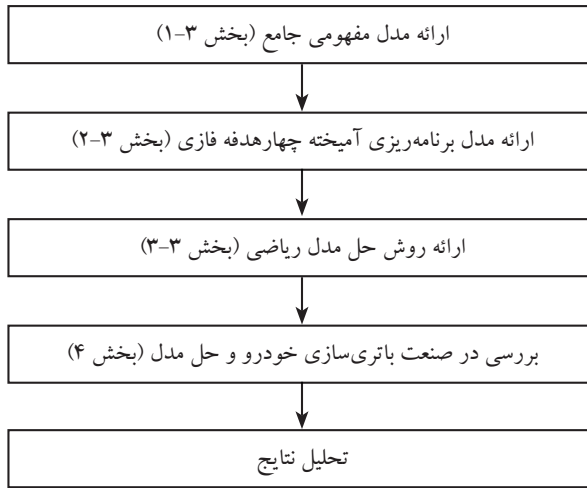 ارائه مدل مفهومی جامع (بخش ۳-۱)
ارائه مدل برنامه‌ریزی آمیخته چهارهدفه فازی (بخش ۳-۲)
ارائه روش حل مدل ریاضی (بخش ۳-۳)
بررسی در صنعت باتری‌سازی خودرو و حل مدل (بخش ۴)
تحلیل نتایج